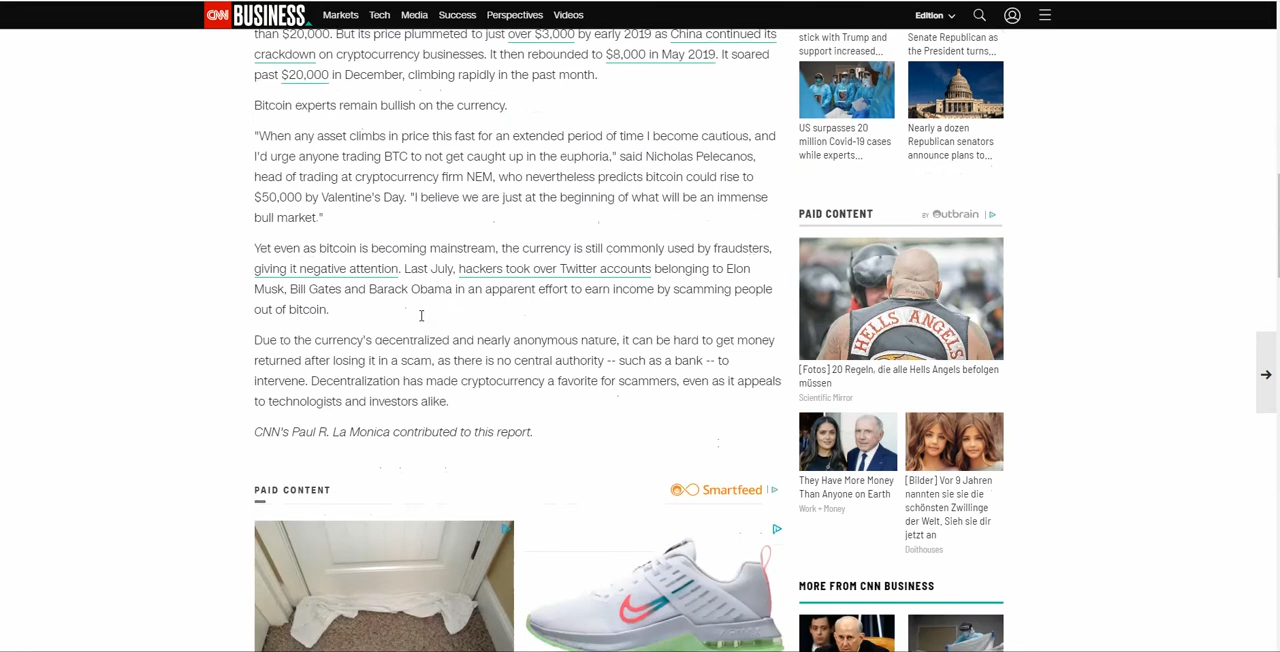 CNN BUSINESS Markets Tech Media Success Perspectives Videos Edition
than $20,000. But its price plummeted to just over $3,000 by early 2019 as China continued its
crackdown on cryptocurrency businesses. It then rebounded to $8,000 in May 2019. It soared
past $20,000 in December, climbing rapidly in the past month.
Bitcoin experts remain bullish on the currency.
"When any asset climbs in price this fast for an extended period of time I become cautious, and
I'd urge anyone trading BTC to not get caught up in the euphoria," said Nicholas Pelecanos,
head of trading at cryptocurrency firm NEM, who nevertheless predicts bitcoin could rise to
$50,000 by Valentine's Day. "I believe we are just at the beginning of what will be an immense
bull market."
Yet even as bitcoin is becoming mainstream, the currency is still commonly used by fraudsters,
giving it negative attention. Last July, hackers took over Twitter accounts belonging to Elon
Musk, Bill Gates and Barack Obama in an apparent effort to earn income by scamming people
out of bitcoin.
Due to the currency's decentralized and nearly anonymous nature, it can be hard to get money
returned after losing it in a scam, as there is no central authority -- such as a bank -- to
intervene. Decentralization has made cryptocurrency a favorite for scammers, even as it appeals
to technologists and investors alike.
CNN's Paul R. La Monica contributed to this report.
PAID CONTENT
Smartfeed
stick with Trump and
support increased...
Senate Republican as
the President turns...
US surpasses 20
million Covid-19 cases
while experts...
Nearly a dozen
Republican senators
announce plans to...
PAID CONTENT
BY Outbrain
HELLS ANGELS
[Fotos] 20 Regeln, die alle Hells Angels befolgen
müssen
Scientific Mirror
They Have More Money
Than Anyone on Earth
Work + Money
[Bilder] Vor 9 Jahren
nannten sie sie die
schönsten Zwillinge
der Welt, Sieh sie dir
jetzt an
Doithouses
MORE FROM CNN BUSINESS